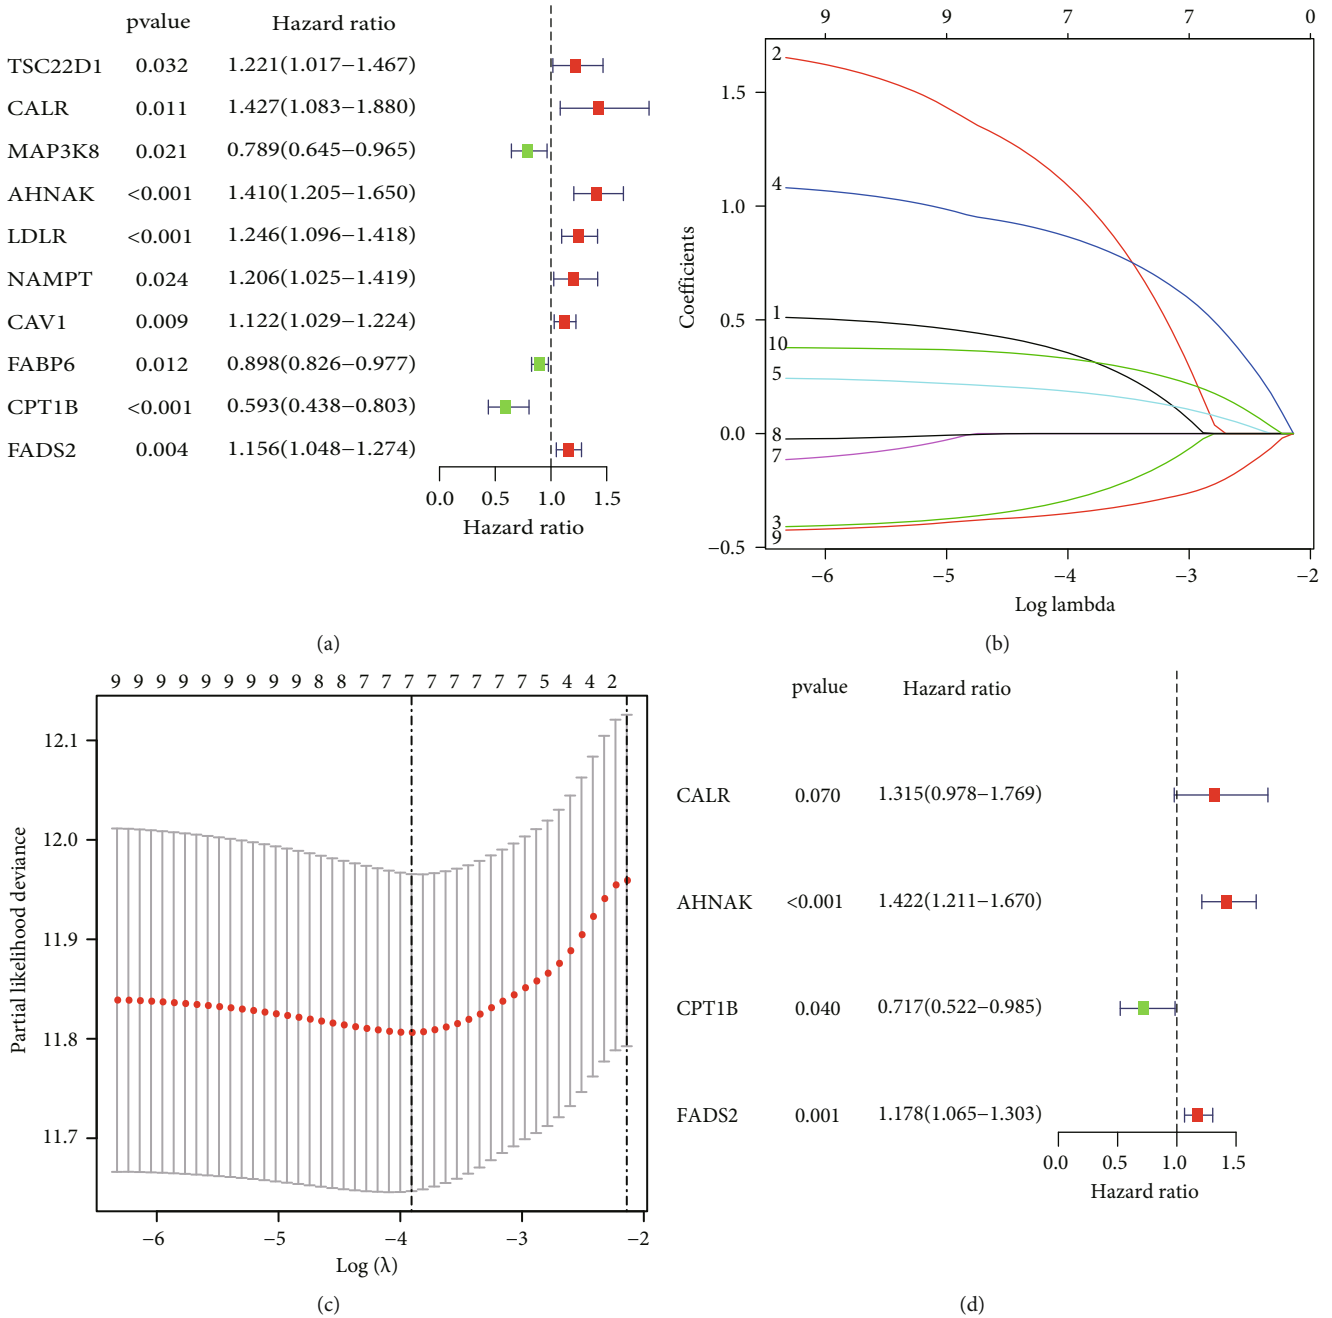 pvalue Hazard ratio
TSC22D1 0.032 1.221(1.017−1.467)
CALR 0.011 1.427(1.083−1.880)
MAP3K8 0.021 0.789(0.645−0.965)
AHNAK <0.001 1.410(1.205−1.650)
LDLR <0.001 1.246(1.096−1.418)
NAMPT 0.024 1.206(1.025−1.419)
CAV1 0.009 1.122(1.029−1.224)
FABP6 0.012 0.898(0.826−0.977)
CPT1B <0.001 0.593(0.438−0.803)
FADS2 0.004 1.156(1.048−1.274)
0.0 0.5 1.0 1.5
Hazard ratio
(a)
9 9 7 7 0
2
4
1
10
5
8
7
3
9
1.5
1.0
0.5
0.0
−0.5
Coefficients
−6 −5 −4 −3 −2
Log lambda
(b)
9 9 9 9 9 9 9 9 9 8 8 7 7 7 7 7 7 7 7 5 4 4 2
12.1
12.0
11.9
11.8
11.7
Partial likelihood deviance
−6 −5 −4 −3 −2
Log (λ)
(c)
pvalue Hazard ratio
CALR 0.070 1.315(0.978−1.769)
AHNAK <0.001 1.422(1.211−1.670)
CPT1B 0.040 0.717(0.522−0.985)
FADS2 0.001 1.178(1.065−1.303)
0.0 0.5 1.0 1.5
Hazard ratio
(d)